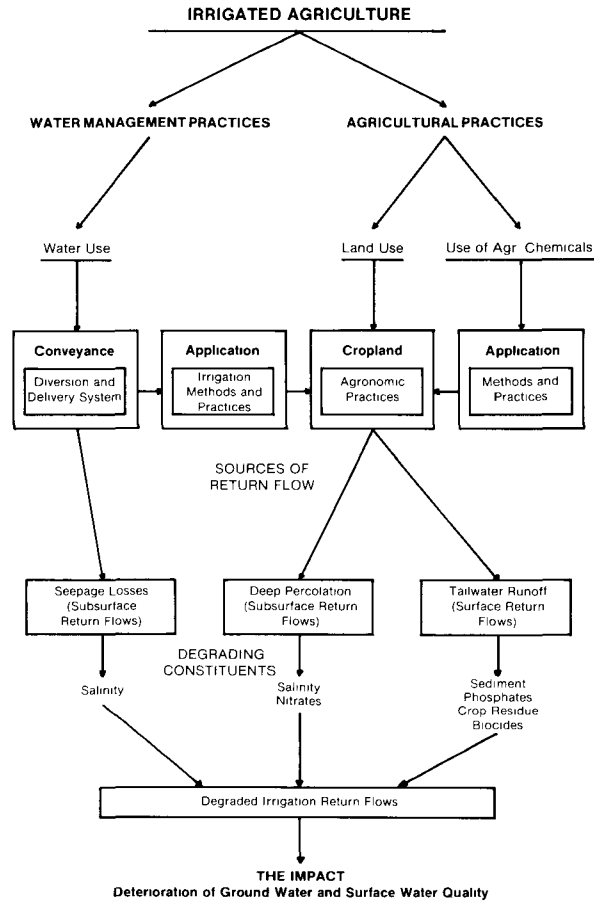 IRRIGATED AGRICULTURE
WATER MANAGEMENT PRACTICES
AGRICULTURAL PRACTICES
Water Use
Land Use
Use of Agr Chemicals
Conveyance
Diversion and
Delivery System
Application
Irrigation
Methods and
Practices
Cropland
Agronomic
Practices
Application
Methods and
Practices
SOURCES OF
RETURN FLOW
Seepage Losses
(Subsurface
Return Flows)
Deep Percolation
(Subsurface Return
Flows)
Tailwater Runoff
(Surface Return
Flows)
DEGRADING
CONSTITUENTS
Salinity
Salinity
Nitrates
Sediment
Phosphates
Crop Residue
Biocides
Degraded Irrigation Return Flows
THE IMPACT
Deterioration of Ground Water and Surface Water Quality